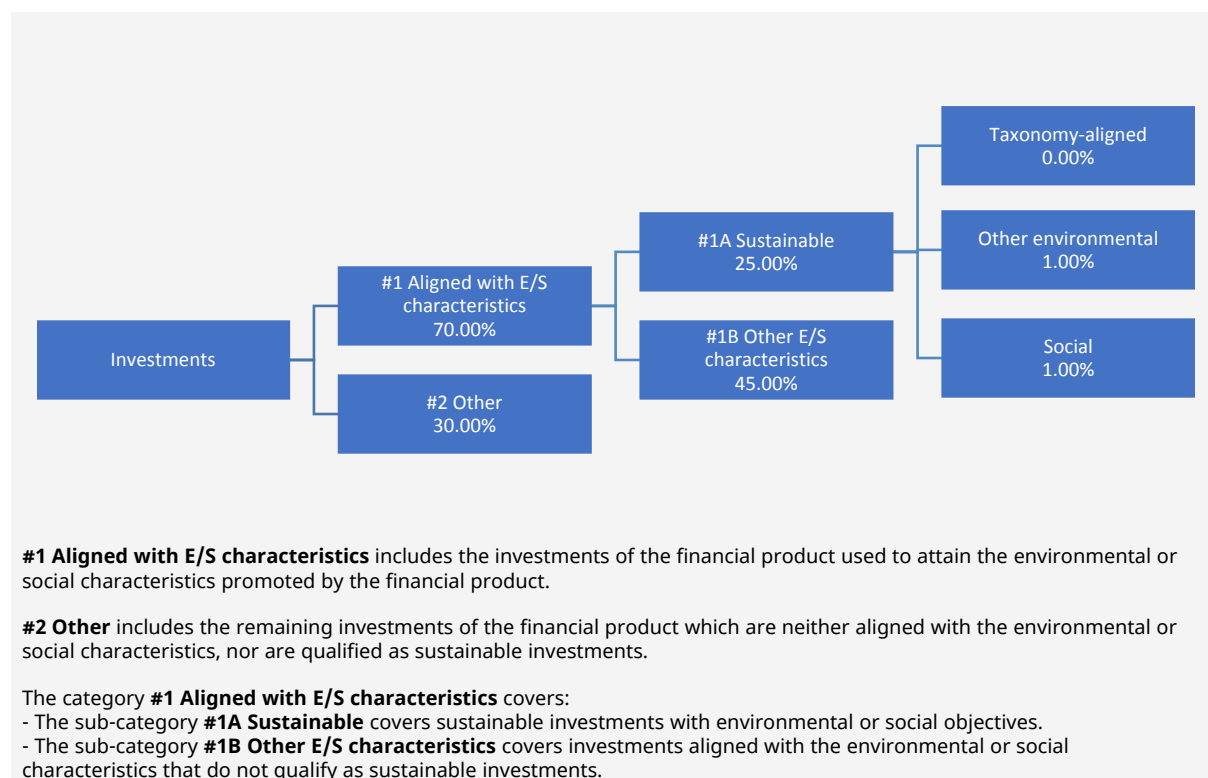 Taxonomy-aligned
0.00%
#1A Sustainable
25.00%
Other environmental
1.00%
#1 Aligned with E/S
characteristics
70.00%
Investments
#1B Other E/S
characteristics
45.00%
Social
1.00%
#2 Other
30.00%
#1 Aligned with E/S characteristics includes the investments of the financial product used to attain the environmental or
social characteristics promoted by the financial product.
#2 Other includes the remaining investments of the financial product which are neither aligned with the environmental or
social characteristics, nor are qualified as sustainable investments.
The category #1 Aligned with E/S characteristics covers:
- The sub-category #1A Sustainable covers sustainable investments with environmental or social objectives.
- The sub-category #1B Other E/S characteristics covers investments aligned with the environmental or social
characteristics that do not qualify as sustainable investments.